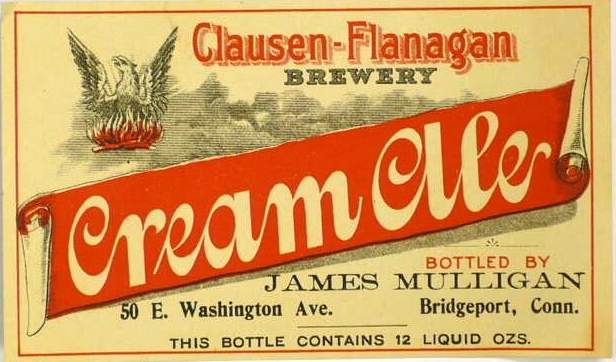 Clausen-Flanagan
BREWERY
Cream Ale
BOTTLED BY
JAMES MULLIGAN
50 E. Washington Ave. Bridgeport, Conn.
THIS BOTTLE CONTAINS 12 LIQUID OZS.